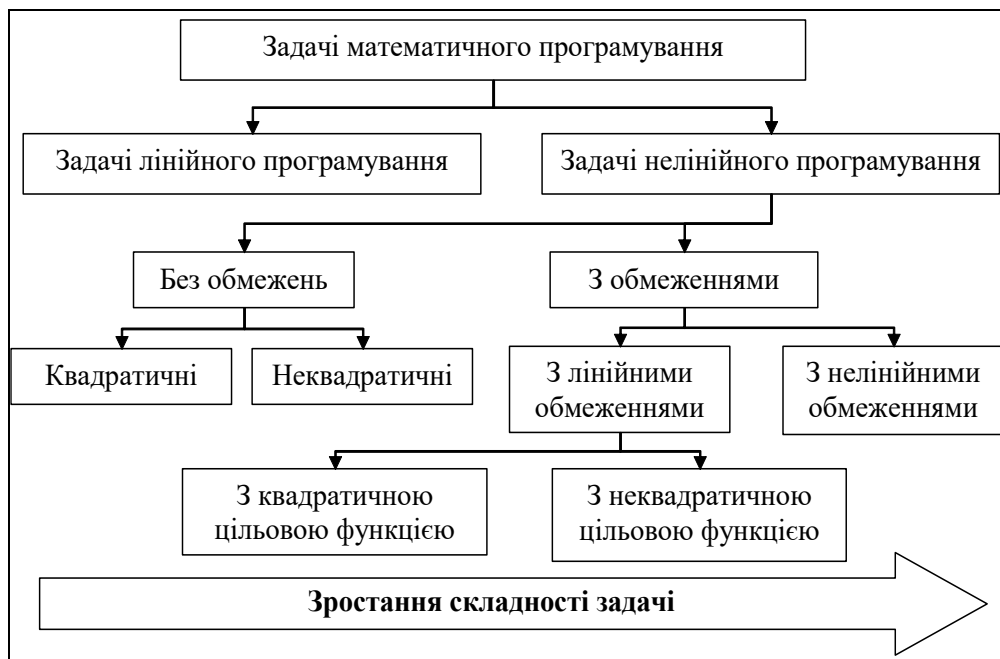 Задачі математичного програмування
Задачі лінійного програмування
Задачі нелінійного програмування
Без обмежень
З обмеженнями
Квадратичні
Неквадратичні
З лінійними
обмеженнями
З нелінійними
обмеженнями
З квадратичною
цільовою функцією
З неквадратичною
цільовою функцією
Зростання складності задачі